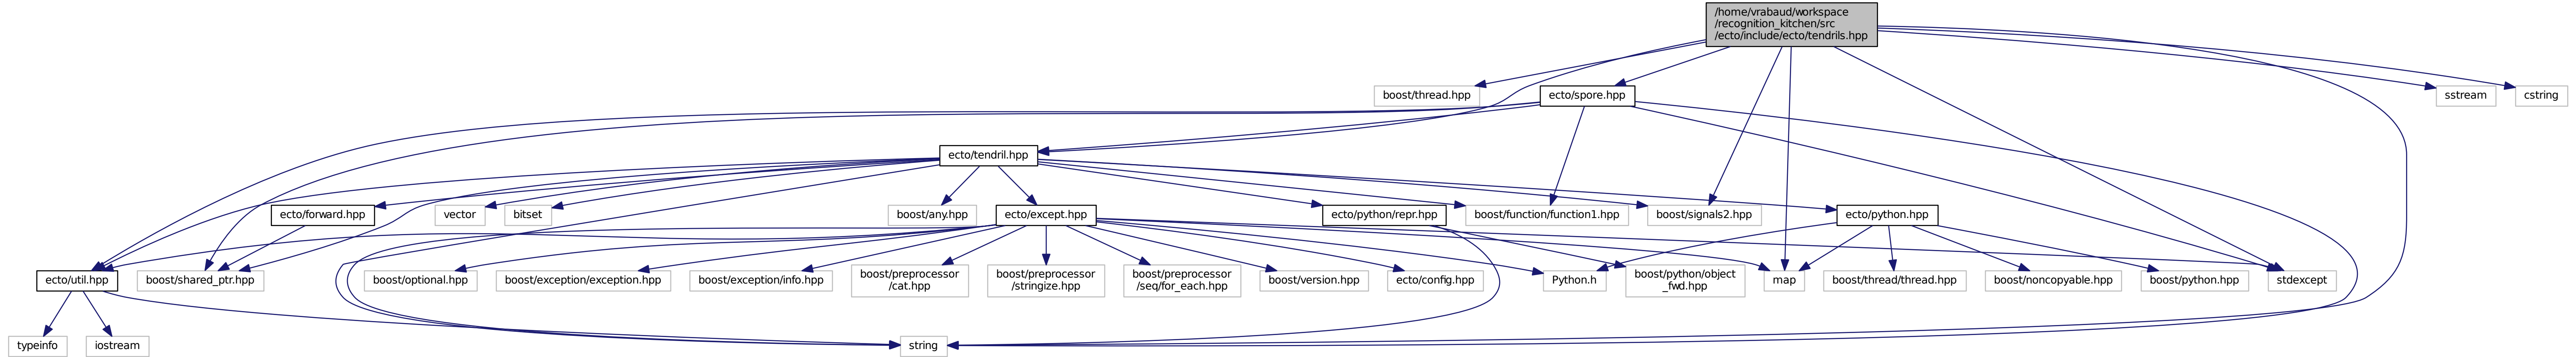 /home/vrabaud/workspace
/recognition_kitchen/src
/ecto/include/ecto/tendrils.hpp
boost/thread.hpp
ecto/spore.hpp
sstream
cstring
ecto/tendril.hpp
ecto/forward.hpp
vector
bitset
boost/any.hpp
ecto/except.hpp
ecto/python/repr.hpp
boost/function/function1.hpp
boost/signals2.hpp
ecto/python.hpp
ecto/util.hpp
boost/shared_ptr.hpp
boost/optional.hpp
boost/exception/exception.hpp
boost/exception/info.hpp
boost/preprocessor
/cat.hpp
boost/preprocessor
/stringize.hpp
boost/preprocessor
/seq/for_each.hpp
boost/version.hpp
ecto/config.hpp
Python.h
boost/python/object
_fwd.hpp
map
boost/thread/thread.hpp
boost/noncopyable.hpp
boost/python.hpp
stdexcept
typeinfo
iostream
string